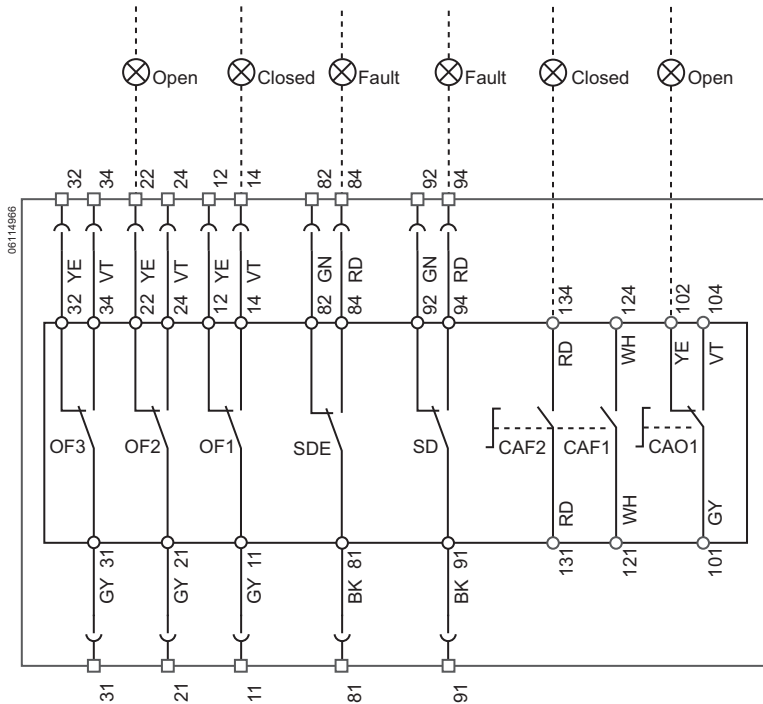 Open Closed Fault Fault Closed Open
32 34 22 24 12 14 82 84 92 94
06114966
YE VT YE VT YE VT GN RD GN RD
32 34 22 24 12 14 82 84 92 94 134 124 102 104
RD WH YE VT
OF3 OF2 OF1 SDE SD CAF2 CAF1 CAO1
RD WH GY
31 21 11 81 91 131 121 101
GY GY GY BK BK
31 21 11 81 91